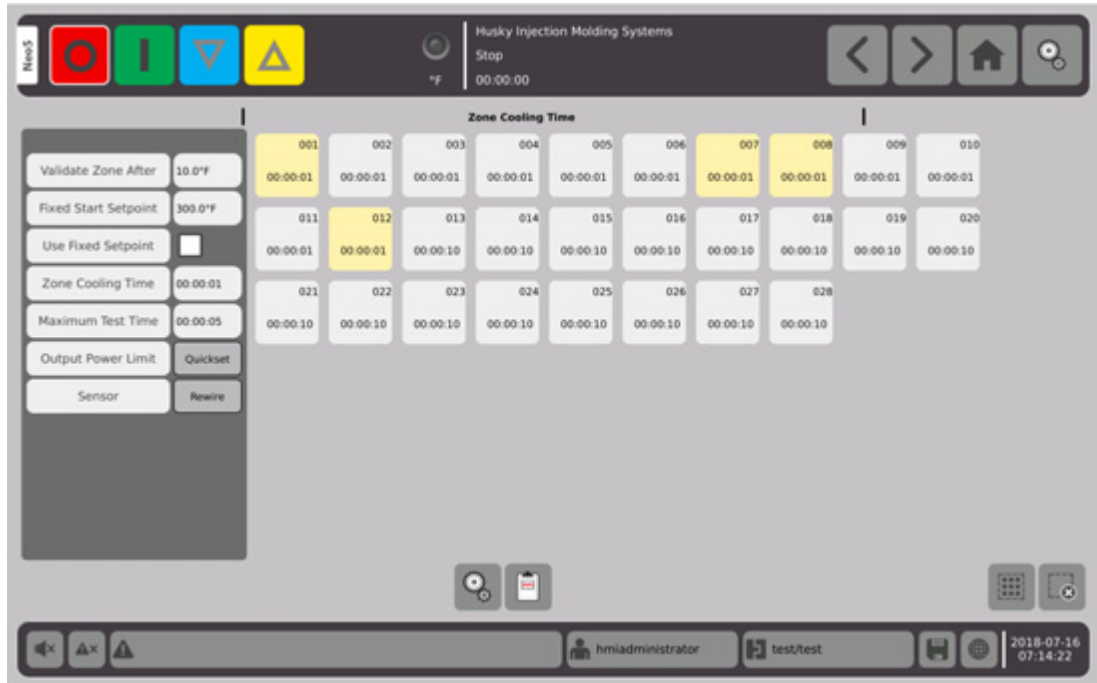 Neo5
Husky Injection Molding Systems
Stop
°F
00:00:00
Zone Cooling Time
Validate Zone After 10.0°F
Fixed Start Setpoint 300.0°F
Use Fixed Setpoint
Zone Cooling Time 00:00:01
Maximum Test Time 00:00:05
Output Power Limit Quickset
Sensor Rewire
001 002 003 004 005 006 007 008 009 010
00:00:01 00:00:01 00:00:01 00:00:01 00:00:01 00:00:01 00:00:01 00:00:01 00:00:01 00:00:01
011 012 013 014 015 016 017 018 019 020
00:00:01 00:00:01 00:00:10 00:00:10 00:00:10 00:00:10 00:00:10 00:00:10 00:00:10 00:00:10
021 022 023 024 025 026 027 028
00:00:10 00:00:10 00:00:10 00:00:10 00:00:10 00:00:10 00:00:10 00:00:10
hmiadministrator
test/test
2018-07-16
07:14:22